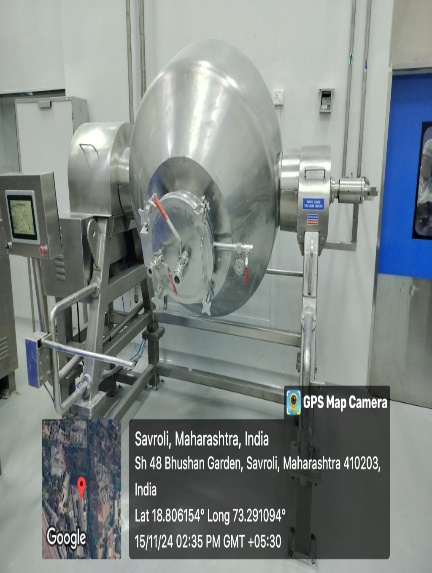 GPS Map Camera
Savroli, Maharashtra, India
Sh 48 Bhushan Garden, Savroli, Maharashtra 410203,
India
Lat 18.806154° Long 73.291094°
15/11/24 02:35 PM GMT +05:30
Google